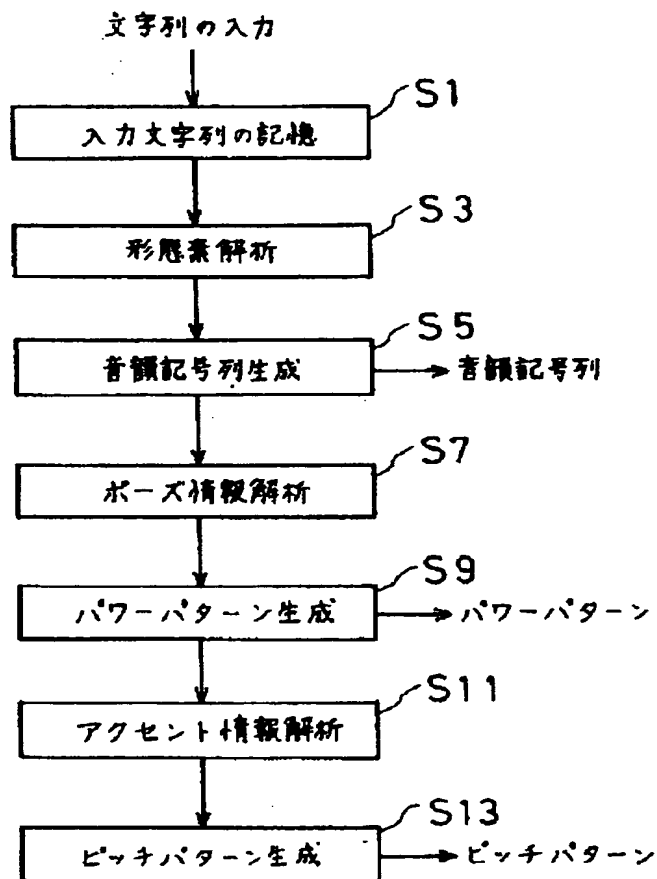 文字列の入力
S1
入力文字列の記憶
S3
形態素解析
S5
音韻記号列生成
音韻記号列
S7
ポーズ情報解析
S9
パワーパターン生成
パワーパターン
S11
アクセント情報解析
S13
ピッチパターン生成
ピッチパターン